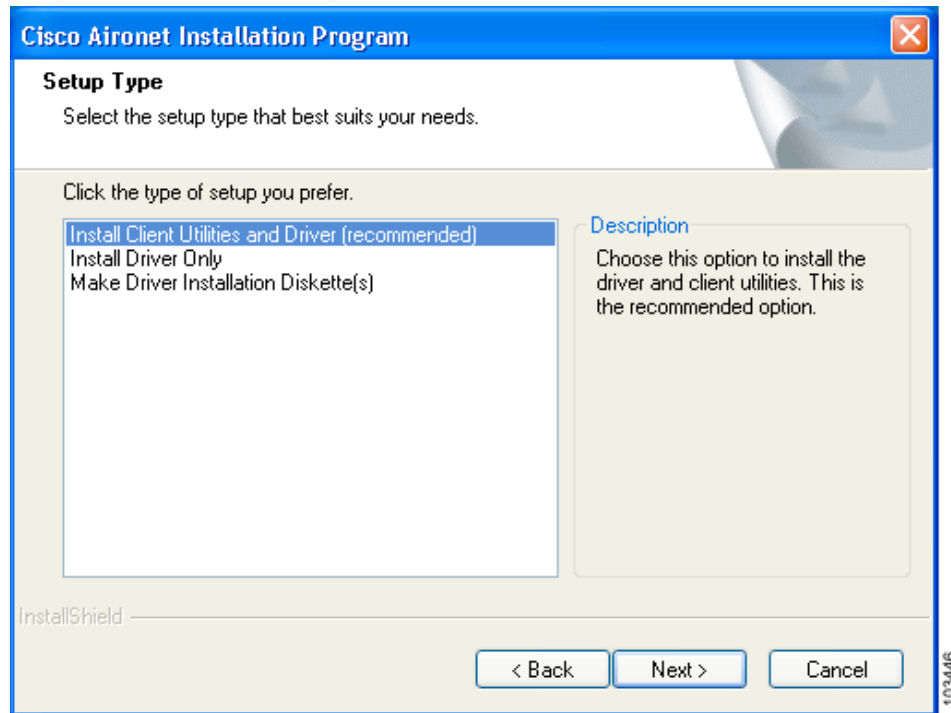 Cisco Aironet Installation Program
Setup Type
Select the setup type that best suits your needs.
Click the type of setup you prefer.
Install Client Utilities and Driver (recommended)
Install Driver Only
Make Driver Installation Diskette(s)
Description
Choose this option to install the
driver and client utilities. This is
the recommended option.
InstallShield
< Back
Next >
Cancel
103446